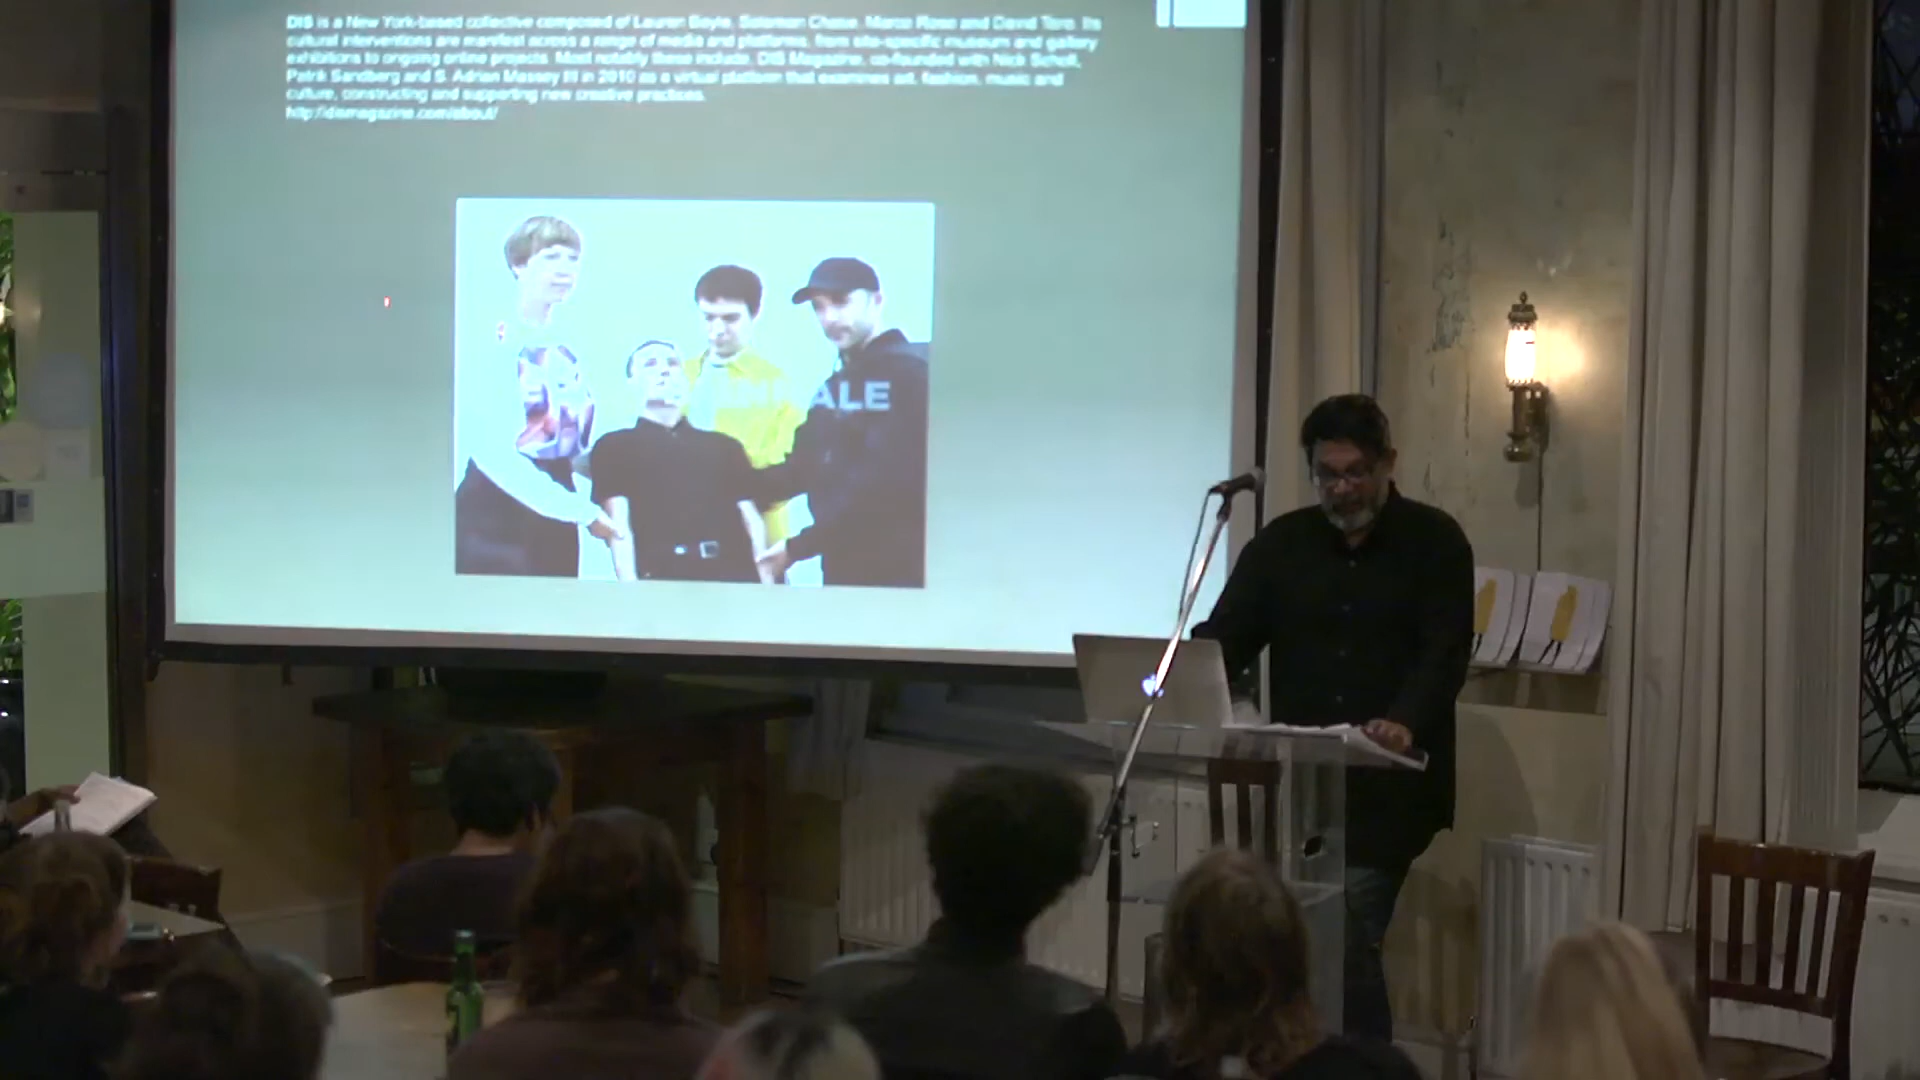 DIS is a New York-based collective composed of Lauren Boyle, Solomon Chase, Marco Roso and David Toro. Its
cultural interventions are manifest across a range of media and platforms, from site-specific museum and gallery
exhibitions to ongoing online projects. Most notably these include, DIS Magazine, co-founded with Nick Scholl,
Patrik Sandberg and S. Adrian Massey III in 2010 as a virtual platform that examines art, fashion, music and
culture, constructing and supporting new creative practices.
http://dismagazine.com/about/
ALE